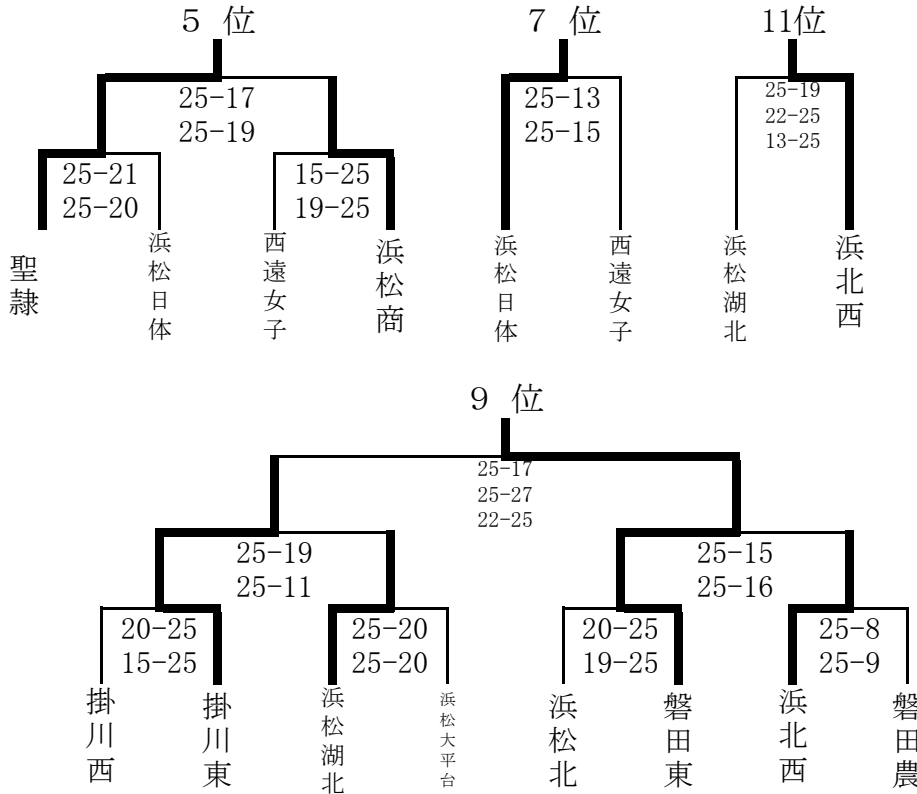 ５ 位
７ 位
11位
25-17
25-19
25-13
25-15
25-19
22-25
13-25
25-21
25-20
15-25
19-25
聖隷
浜松日体
西遠女子
浜松商
浜松日体
西遠女子
浜松湖北
浜北西
９ 位
25-17
25-27
22-25
25-19
25-11
25-15
25-16
20-25
15-25
25-20
25-20
20-25
19-25
25-8
25-9
掛川西
掛川東
浜松湖北
浜松大平台
浜松北
磐田東
浜北西
磐田農